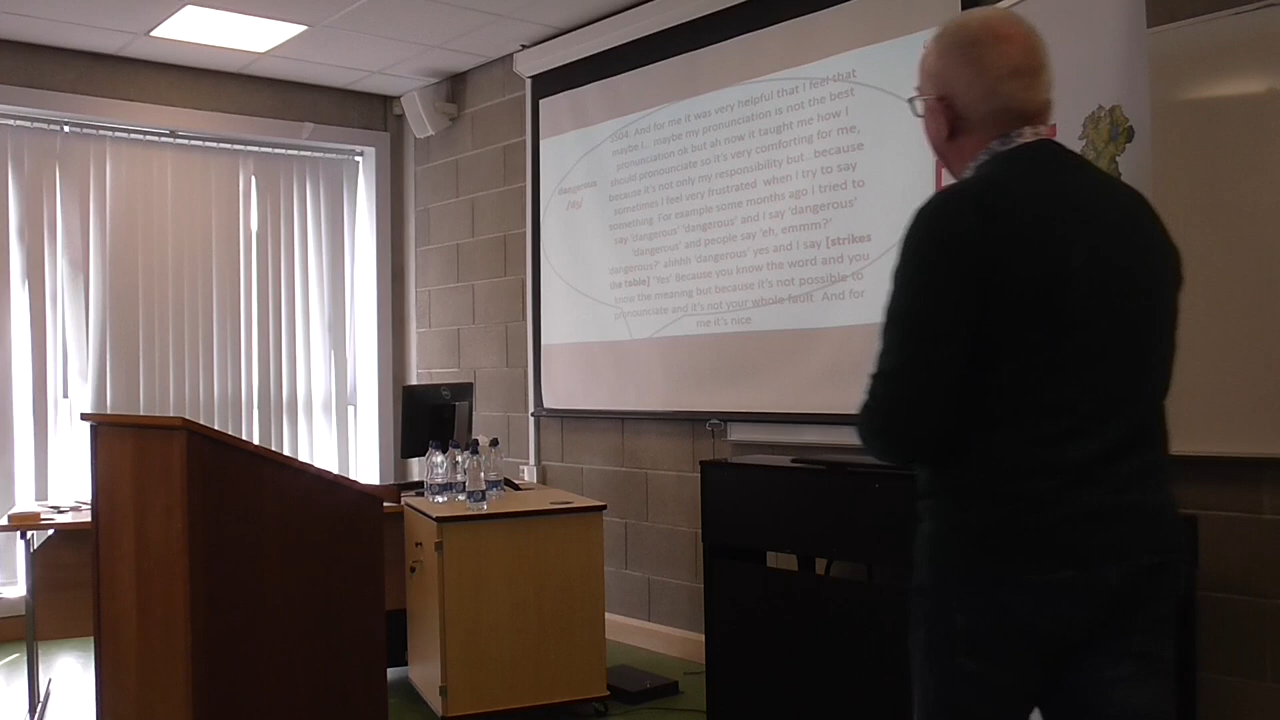 dangerous
/dʒ/
SS04: And for me it was very helpful that I feel that
maybe I... maybe my pronunciation is not the best
pronunciation ok but ah now it taught me how I
should pronounciate so it's very comforting for me,
because it's not only my responsibility but because
sometimes I feel very frustrated when I try to say
something. For example some months ago I tried to
say 'dangerous' 'dangerous' and I say 'dangerous'
'dangerous' and people say 'eh, emmm?'
'dangerous?' ahhhh 'dangerous' yes and I say [strikes
the table] 'Yes' Because you know the word and you
know the meaning but because it's not possible to
pronounciate and it's not your whole fault And for
me it's nice
DELL